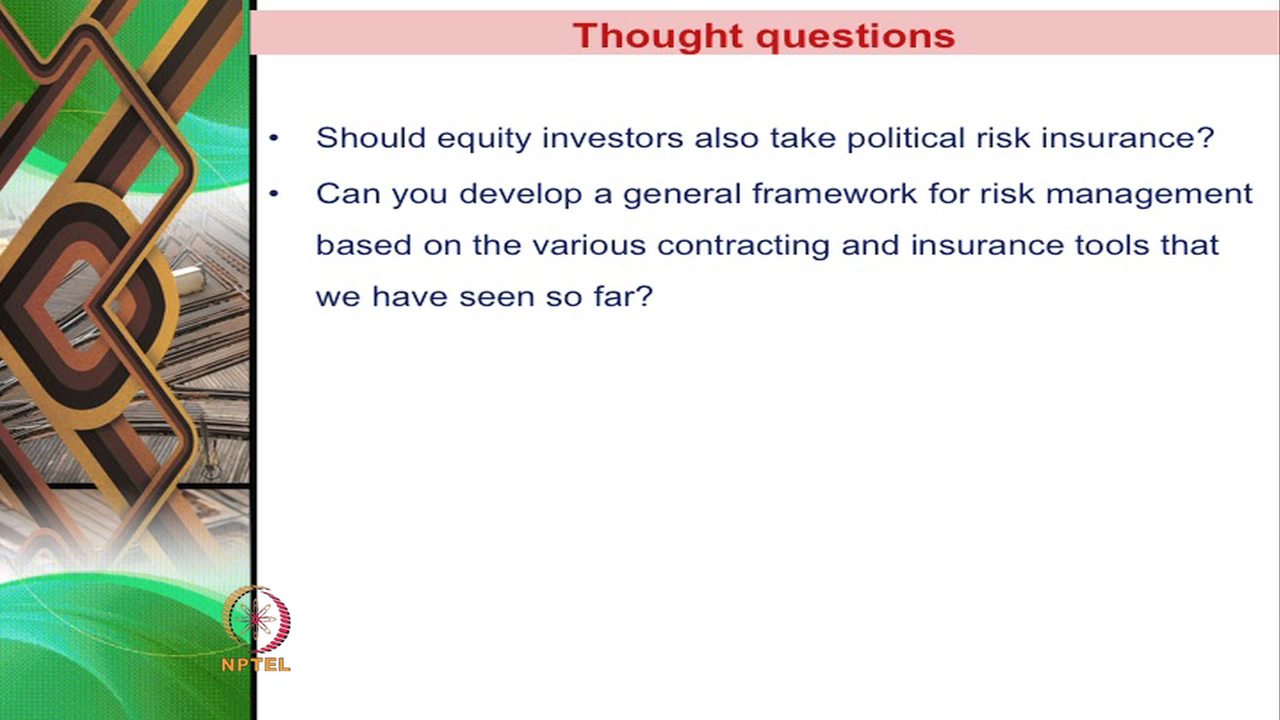 Thought questions
• Should equity investors also take political risk insurance?
• Can you develop a general framework for risk management
based on the various contracting and insurance tools that
we have seen so far?
NPTEL